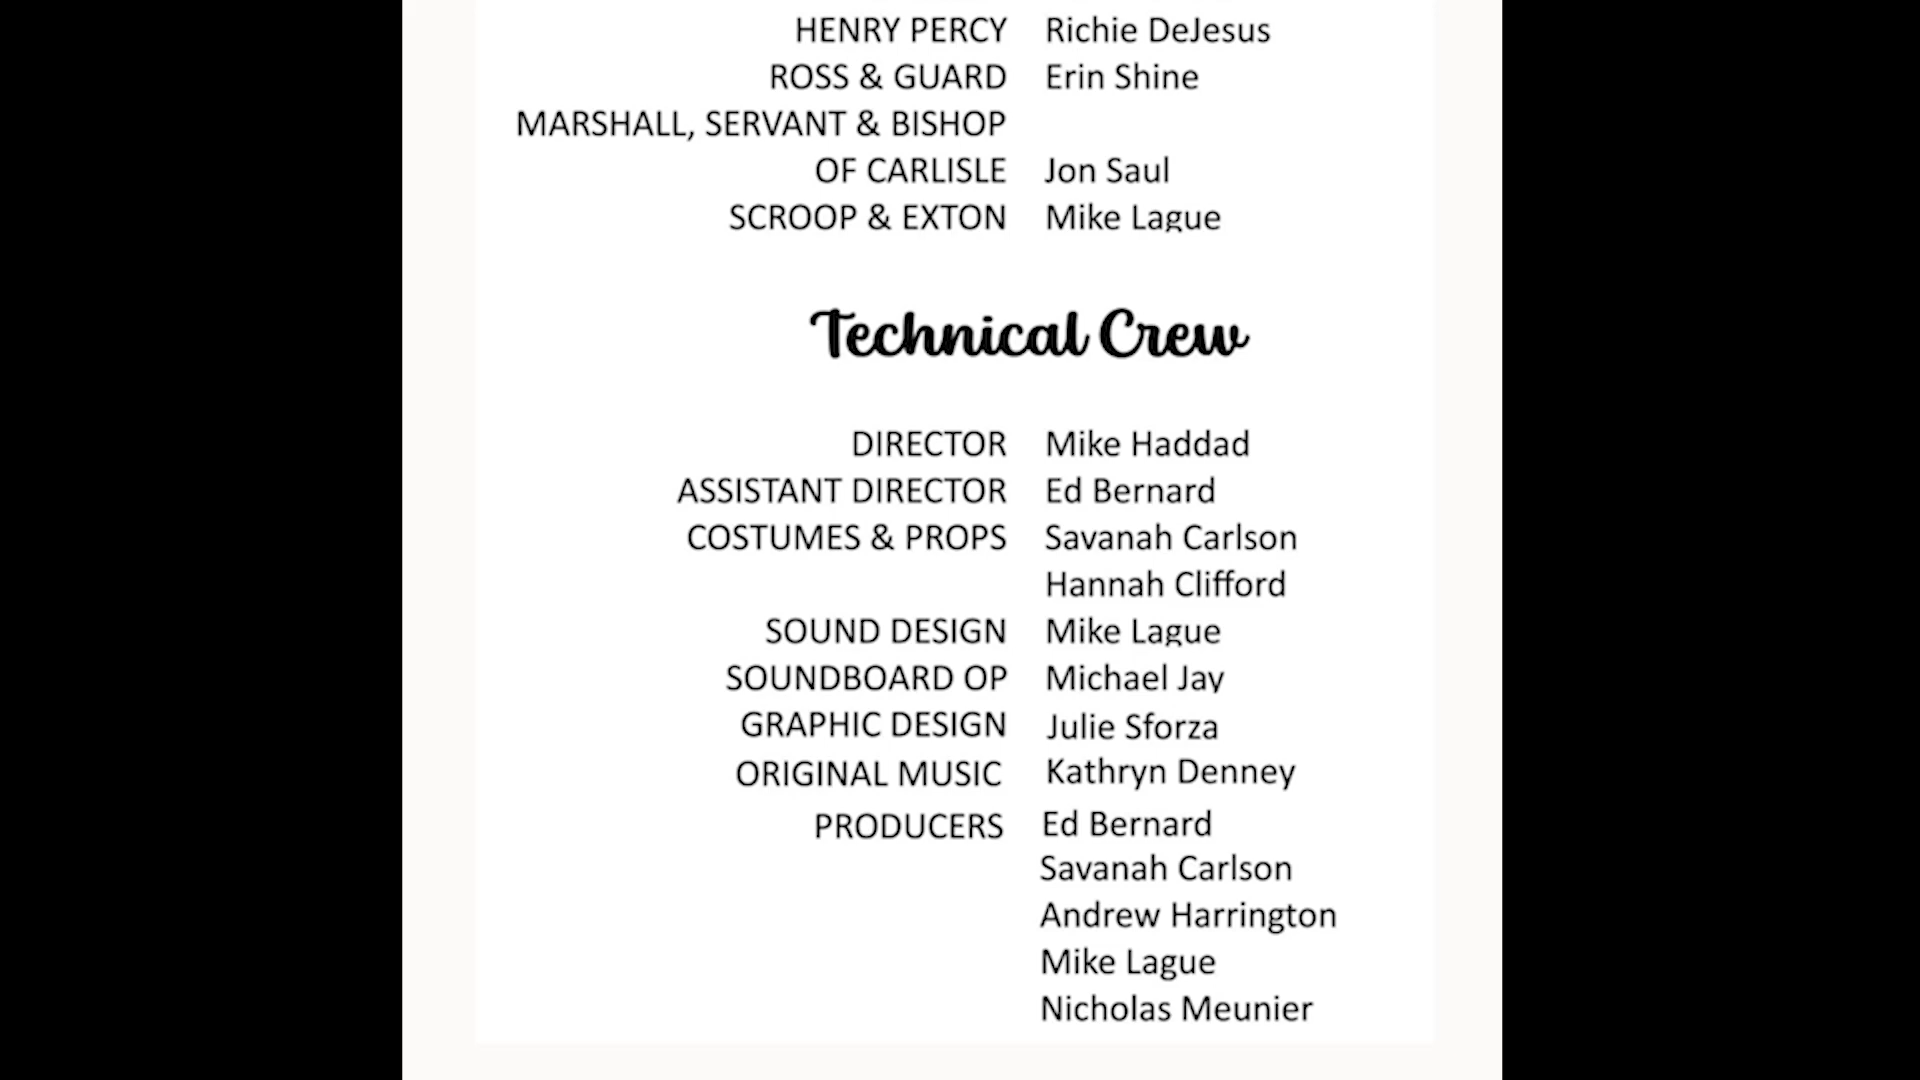 HENRY PERCY Richie DeJesus
ROSS & GUARD Erin Shine
MARSHALL, SERVANT & BISHOP
OF CARLISLE Jon Saul
SCROOP & EXTON Mike Lague
Technical Crew
DIRECTOR Mike Haddad
ASSISTANT DIRECTOR Ed Bernard
COSTUMES & PROPS Savanah Carlson
Hannah Clifford
SOUND DESIGN Mike Lague
SOUNDBOARD OP Michael Jay
GRAPHIC DESIGN Julie Sforza
ORIGINAL MUSIC Kathryn Denney
PRODUCERS Ed Bernard
Savanah Carlson
Andrew Harrington
Mike Lague
Nicholas Meunier